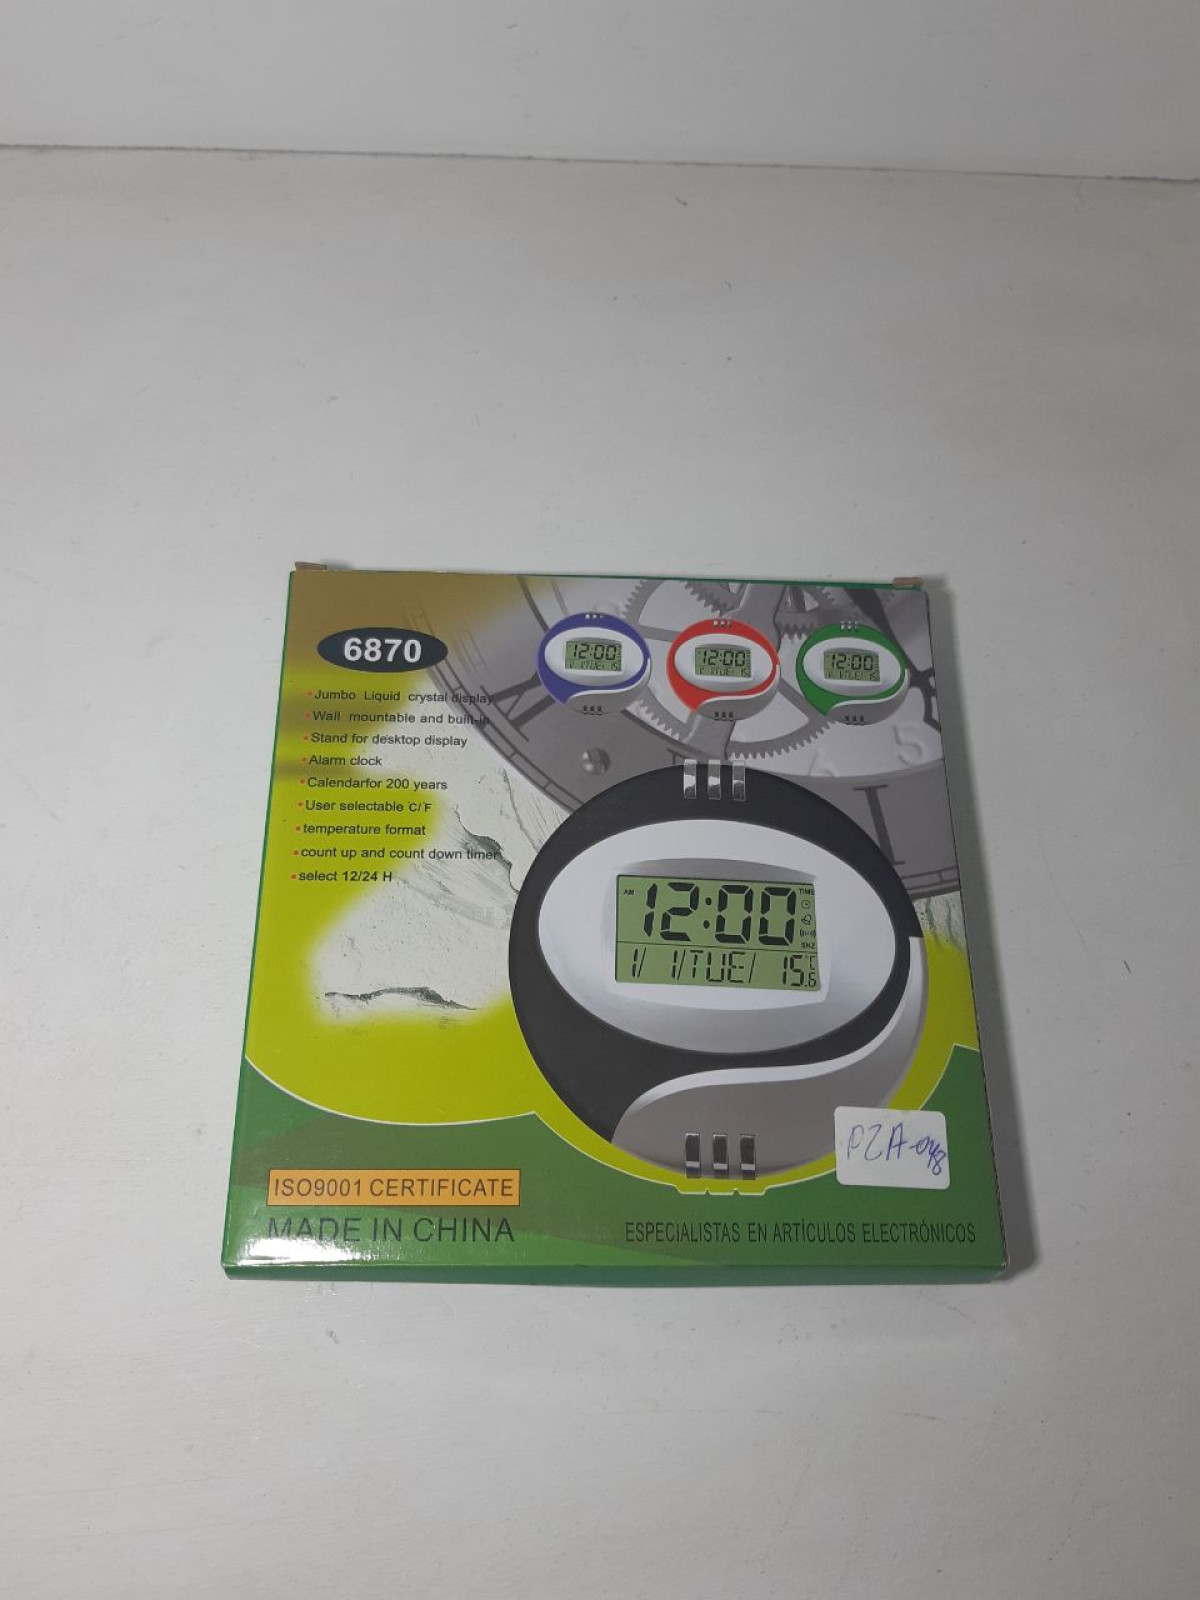 6870
Jumbo Liquid crystal display
Wall mountable and built-in
Stand for desktop display
Alarm clock
Calendarfor 200 years
User selectable °C/°F
temperature format
count up and count down timer
select 12/24 H
12:00
12:00
12:00
AM 12:00 TIME
SNZ
1/ 1/TUE/ 15.6 °C
PZA-048
ISO9001 CERTIFICATE
MADE IN CHINA
ESPECIALISTAS EN ARTÍCULOS ELECTRÓNICOS